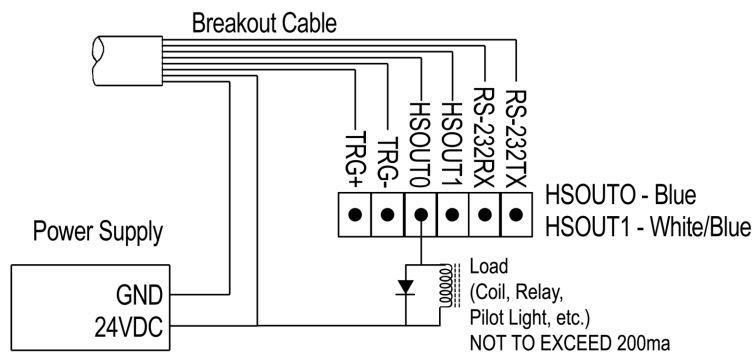 Breakout Cable
TRG+
TRG-
HSOUT0
HSOUT1
RS-232RX
RS-232TX
HSOUTO - Blue
HSOUT1 - White/Blue
Power Supply
GND
24VDC
Load
(Coil, Relay,
Pilot Light, etc.)
NOT TO EXCEED 200ma